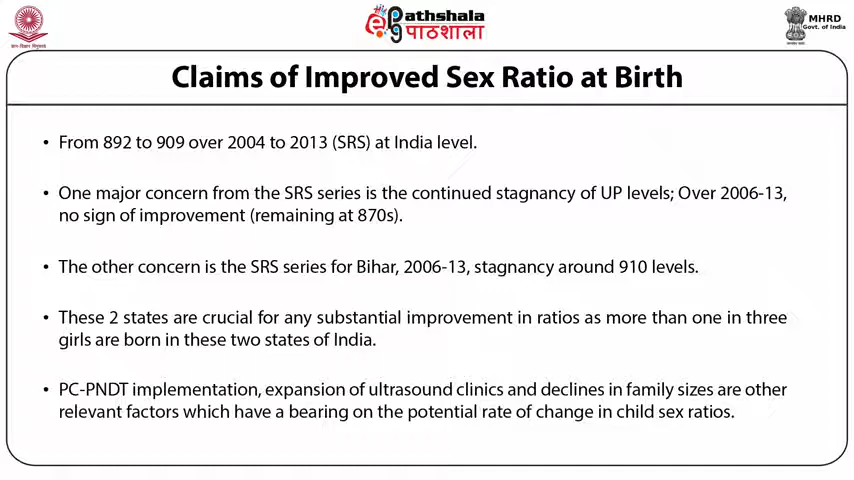 ePathshala
पाठशाला
MHRD
Govt. of India
Claims of Improved Sex Ratio at Birth
• From 892 to 909 over 2004 to 2013 (SRS) at India level.
• One major concern from the SRS series is the continued stagnancy of UP levels; Over 2006-13,
no sign of improvement (remaining at 870s).
• The other concern is the SRS series for Bihar, 2006-13, stagnancy around 910 levels.
• These 2 states are crucial for any substantial improvement in ratios as more than one in three
girls are born in these two states of India.
• PC-PNDT implementation, expansion of ultrasound clinics and declines in family sizes are other
relevant factors which have a bearing on the potential rate of change in child sex ratios.